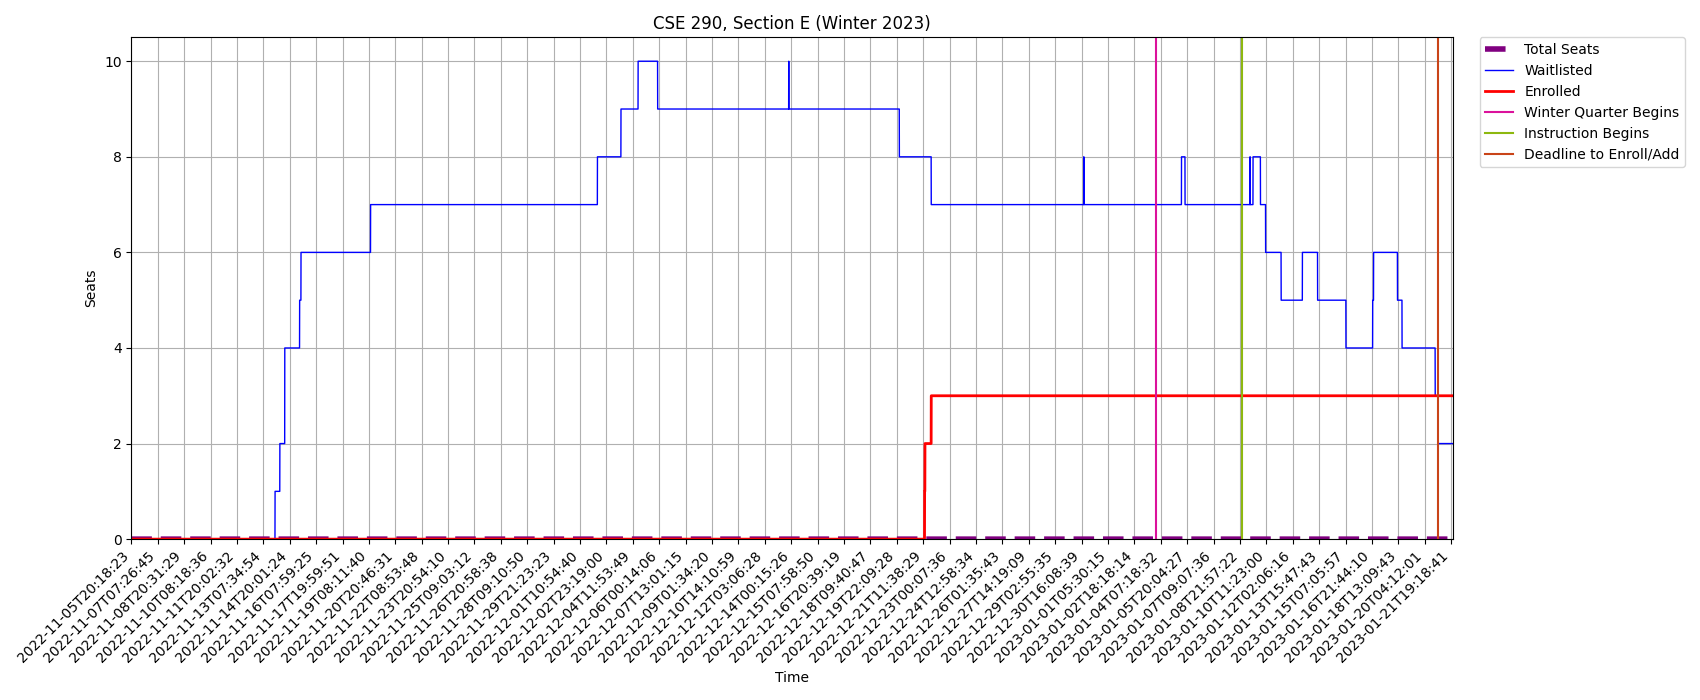 CSE 290, Section E (Winter 2023)
Total Seats
Waitlisted
Enrolled
Winter Quarter Begins
Instruction Begins
Deadline to Enroll/Add
Seats
10
8
6
4
2
0
2022-11-05T20:18:23
2022-11-07T07:26:45
2022-11-08T20:31:29
2022-11-10T08:18:36
2022-11-11T20:02:32
2022-11-13T07:34:54
2022-11-14T20:01:24
2022-11-16T07:59:25
2022-11-17T19:59:51
2022-11-19T08:11:40
2022-11-20T20:46:31
2022-11-22T08:53:48
2022-11-23T20:54:10
2022-11-25T09:03:12
2022-11-26T20:58:38
2022-11-28T09:10:50
2022-11-29T21:23:23
2022-12-01T10:54:40
2022-12-02T23:19:00
2022-12-04T11:53:49
2022-12-06T00:14:06
2022-12-07T13:01:15
2022-12-09T01:34:20
2022-12-10T14:10:59
2022-12-12T03:06:28
2022-12-14T00:15:26
2022-12-15T07:58:50
2022-12-16T20:39:19
2022-12-18T09:40:47
2022-12-19T22:09:28
2022-12-21T11:38:29
2022-12-23T00:07:36
2022-12-24T12:58:34
2022-12-26T01:35:43
2022-12-27T14:19:09
2022-12-29T02:55:35
2022-12-30T16:08:39
2023-01-01T05:30:15
2023-01-02T18:18:14
2023-01-04T07:18:32
2023-01-05T20:04:27
2023-01-07T09:07:36
2023-01-08T21:57:22
2023-01-10T11:23:00
2023-01-12T02:06:16
2023-01-13T15:47:43
2023-01-15T07:05:57
2023-01-16T21:44:10
2023-01-18T13:09:43
2023-01-20T04:12:01
2023-01-21T19:18:41
Time